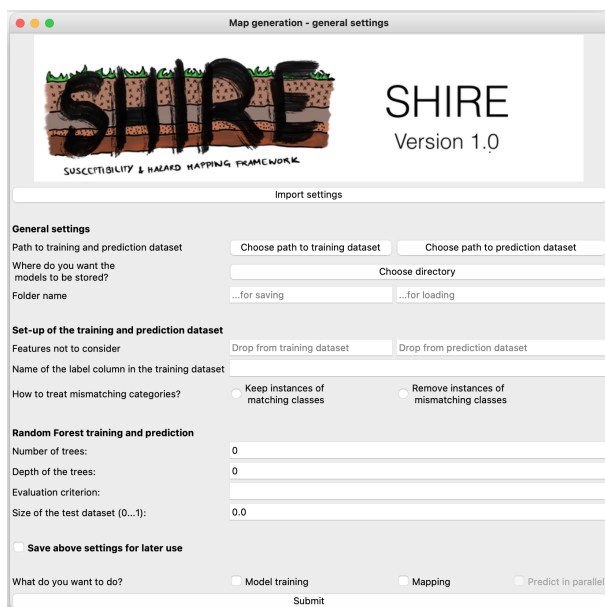 Map generation - general settings
SHIRE
SUSCEPTIBILITY & HAZARD MAPPING FRAMEWORK
SHIRE
Version 1.0
Import settings
General settings
Path to training and prediction dataset Choose path to training dataset Choose path to prediction dataset
Where do you want the
models to be stored? Choose directory
Folder name ...for saving ...for loading
Set-up of the training and prediction dataset
Features not to consider Drop from training dataset Drop from prediction dataset
Name of the label column in the training dataset
How to treat mismatching categories? Keep instances of matching classes Remove instances of mismatching classes
Random Forest training and prediction
Number of trees: 0
Depth of the trees: 0
Evaluation criterion:
Size of the test dataset (0...1): 0.0
Save above settings for later use
What do you want to do? Model training Mapping Predict in parallel
Submit